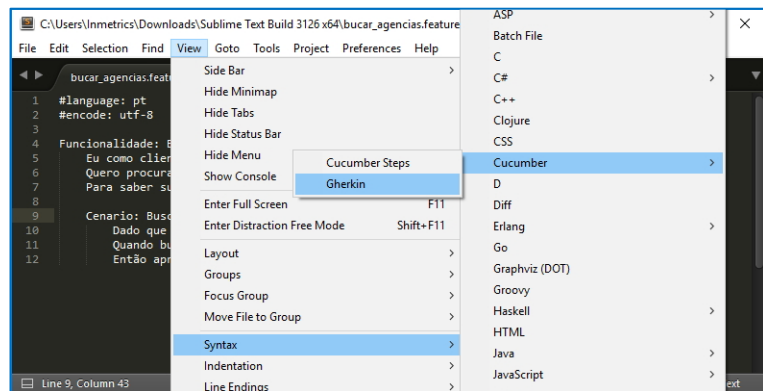 C:\Users\Inmetrics\Downloads\Sublime Text Build 3126 x64\bucar_agencias.feature
File Edit Selection Find View Goto Tools Project Preferences Help
bucar_agencias.feat
1 #language: pt
2 #encode: utf-8
3
4 Funcionalidade: B
5 Eu como clien
6 Quero procura
7 Para saber su
8
9 Cenario: Busc
10 Dado que
11 Quando bu
12 Então apr
Side Bar
Hide Minimap
Hide Tabs
Hide Status Bar
Hide Menu
Show Console
Enter Full Screen F11
Enter Distraction Free Mode Shift+F11
Layout
Groups
Focus Group
Move File to Group
Syntax
Indentation
Line Endings
Cucumber Steps
Gherkin
ASP
Batch File
C
C#
C++
Clojure
CSS
Cucumber
D
Diff
Erlang
Go
Graphviz (DOT)
Groovy
Haskell
HTML
Java
JavaScript
Line 9, Column 43
ext